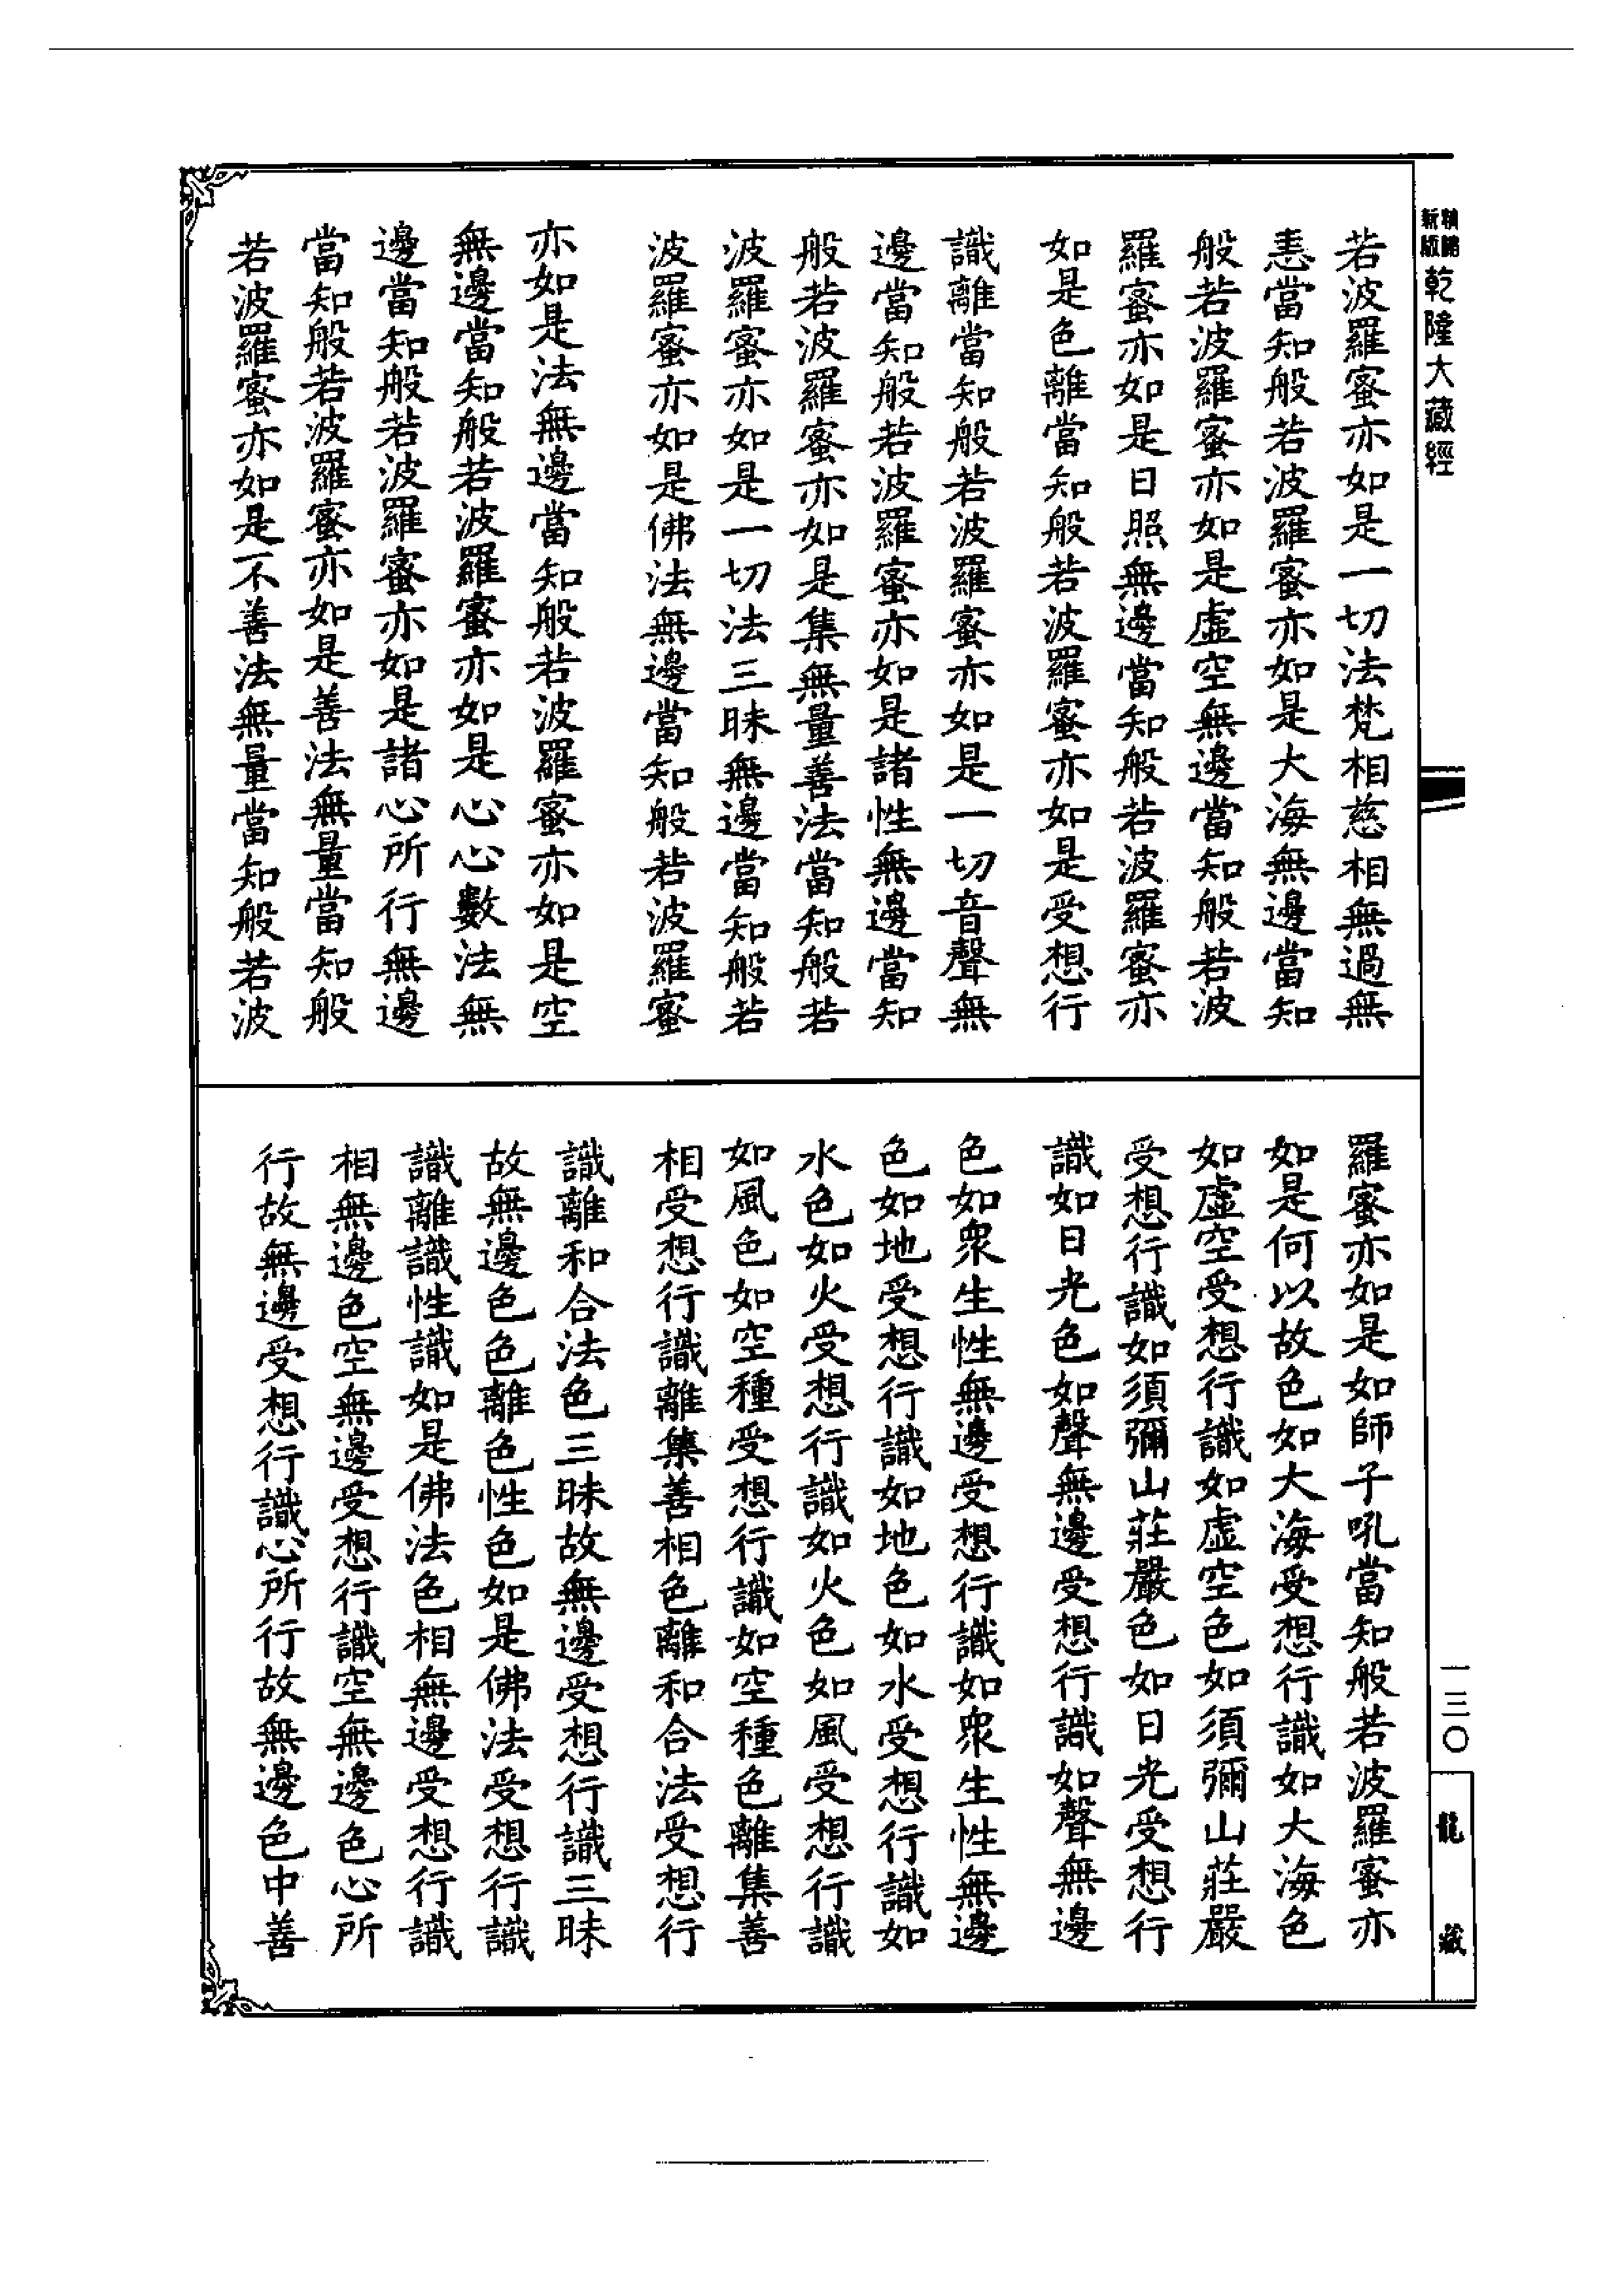 新版
精縮
乾隆大藏經
若波羅蜜亦如是一切法梵相慈相無過無
恚當知般若波羅蜜亦如是大海無邊當知
般若波羅蜜亦如是虛空無邊當知般若波
羅蜜亦如是日照無邊當知般若波羅蜜亦
如是色離當知般若波羅蜜亦如是受想行
識離當知般若波羅蜜亦如是一切音聲無
邊當知般若波羅蜜亦如是諸性無邊當知
般若波羅蜜亦如是集無量善法當知般若
波羅蜜亦如是一切法三昧無邊當知般若
波羅蜜亦如是佛法無邊當知般若波羅蜜
亦如是法無邊當知般若波羅蜜亦如是空
無邊當知般若波羅蜜亦如是心心數法無
邊當知般若波羅蜜亦如是諸心所行無邊
當知般若波羅蜜亦如是善法無量當知般
若波羅蜜亦如是不善法無量當知般若波
羅蜜亦如是如師子吼當知般若波羅蜜亦
如是何以故色如大海受想行識如大海色
如虛空受想行識如虛空色如須彌山莊嚴
受想行識如須彌山莊嚴色如日光受想行
識如日光色如聲無邊受想行識如聲無邊
色如眾生性無邊受想行識如眾生性無邊
色如地受想行識如地色如水受想行識如
水色如火受想行識如火色如風受想行識
如風色如空種受想行識如空種色離集善
相受想行識離集善相色離和合法受想行
識離和合法色三昧故無邊受想行識三昧
故無邊色色離色性色如是佛法受想行識
識離識性識如是佛法色相無邊受想行識
相無邊色空無邊受想行識空無邊色心所
行故無邊受想行識心所行故無邊色中善
一三〇
龍藏